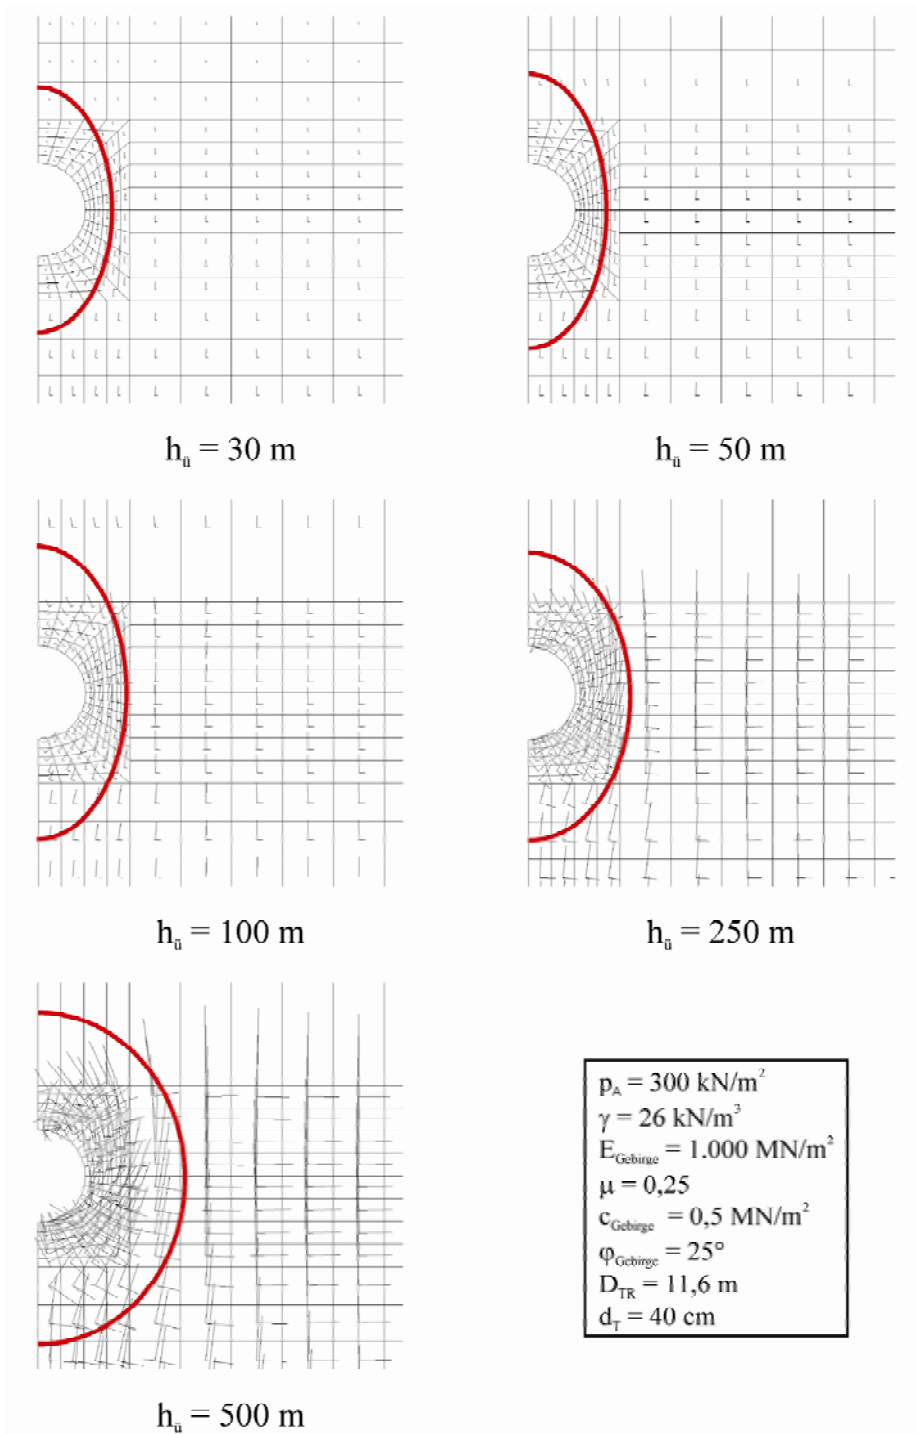 hü = 30 m
hü = 50 m
hü = 100 m
hü = 250 m
hü = 500 m
pA = 300 kN/m²
γ = 26 kN/m³
EGebirge = 1.000 MN/m²
μ = 0,25
cGebirge = 0,5 MN/m²
φGebirge = 25°
DTR = 11,6 m
dT = 40 cm